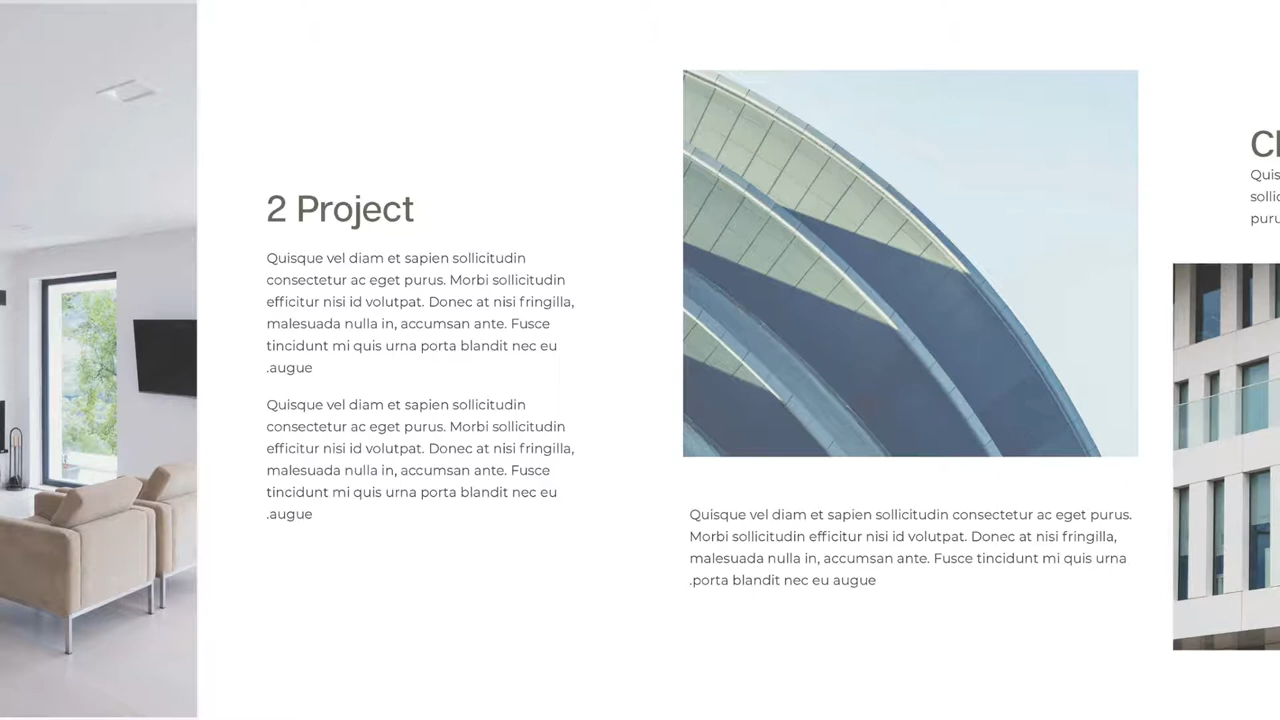 2 Project
Quisque vel diam et sapien sollicitudin
consectetur ac eget purus. Morbi sollicitudin
efficitur nisi id volutpat. Donec at nisi fringilla,
malesuada nulla in, accumsan ante. Fusce
tincidunt mi quis urna porta blandit nec eu
.augue
Quisque vel diam et sapien sollicitudin
consectetur ac eget purus. Morbi sollicitudin
efficitur nisi id volutpat. Donec at nisi fringilla,
malesuada nulla in, accumsan ante. Fusce
tincidunt mi quis urna porta blandit nec eu
.augue
Quisque vel diam et sapien sollicitudin consectetur ac eget purus.
Morbi sollicitudin efficitur nisi id volutpat. Donec at nisi fringilla,
malesuada nulla in, accumsan ante. Fusce tincidunt mi quis urna
.porta blandit nec eu augue